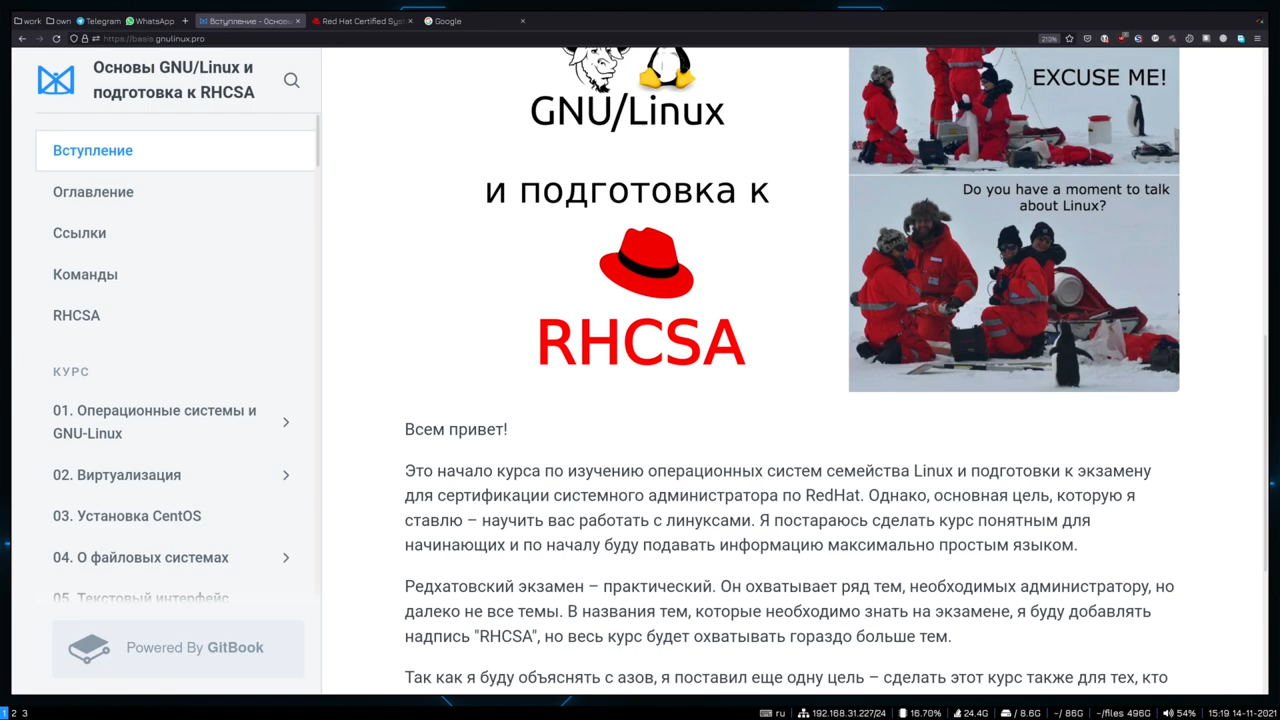 work own Telegram WhatsApp + Вступление - Основы × Red Hat Certified Syst × Google ×
https://basis.gnulinux.pro 210%
Основы GNU/Linux и
подготовка к RHCSA
Вступление
Оглавление
Ссылки
Команды
RHCSA
КУРС
01. Операционные системы и
GNU-Linux
02. Виртуализация
03. Установка CentOS
04. О файловых системах
05. Текстовый интерфейс
Powered By GitBook
GNU/Linux
и подготовка к
RHCSA
EXCUSE ME!
Do you have a moment to talk
about Linux?
Всем привет!
Это начало курса по изучению операционных систем семейства Linux и подготовки к экзамену
для сертификации системного администратора по RedHat. Однако, основная цель, которую я
ставлю – научить вас работать с линуксами. Я постараюсь сделать курс понятным для
начинающих и по началу буду подавать информацию максимально простым языком.
Редхатовский экзамен – практический. Он охватывает ряд тем, необходимых администратору, но
далеко не все темы. В названия тем, которые необходимо знать на экзамене, я буду добавлять
надпись "RHCSA", но весь курс будет охватывать гораздо больше тем.
Так как я буду объяснять с азов, я поставил еще одну цель – сделать этот курс также для тех, кто
1 2 3 ru 192.168.31.227/24 16.70% 24.4G / 8.6G ~/ 86G ~/files 496G 54% 15:19 14-11-2021